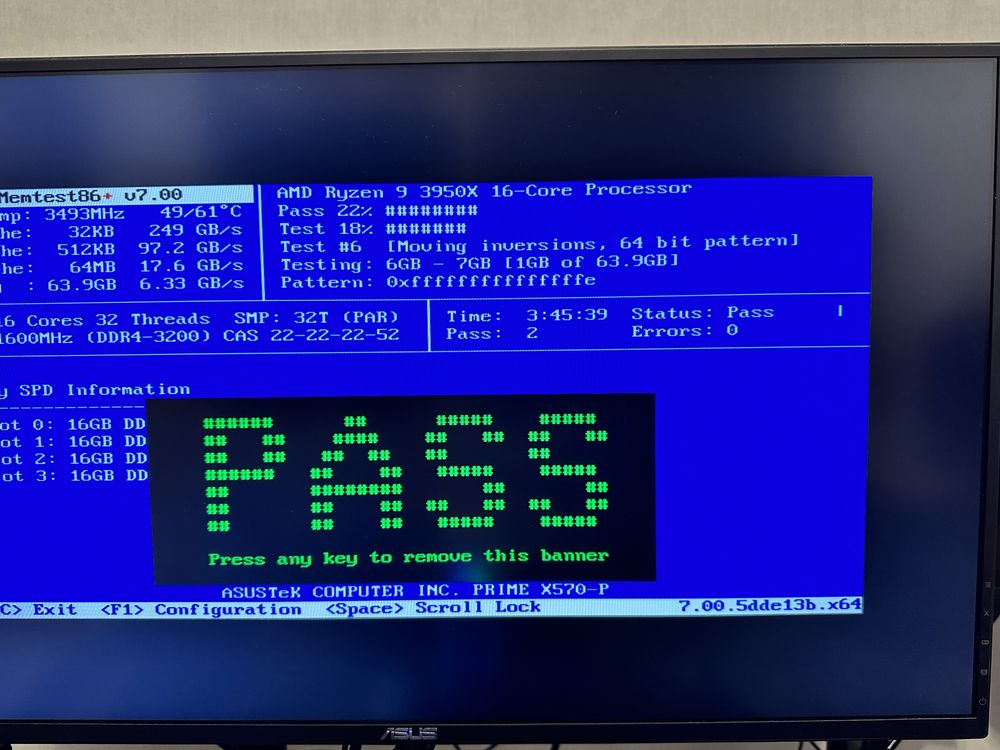 Memtest86+ v7.00
AMD Ryzen 9 3950X 16-Core Processor
mp: 3493MHz 49/61°C
Pass 22% #########
he: 32KB 249 GB/s
Test 18% #######
he: 512KB 97.2 GB/s
Test #6 [Moving inversions, 64 bit pattern]
he: 64MB 17.6 GB/s
Testing: 6GB - 7GB [1GB of 63.9GB]
: 63.9GB 6.33 GB/s
Pattern: 0xfffffffffffffffe
16 Cores 32 Threads SMP: 32T (PAR)
Time: 3:45:39 Status: Pass
1600MHz (DDR4-3200) CAS 22-22-22-52
Pass: 2 Errors: 0
y SPD Information
ot 0: 16GB DD
ot 1: 16GB DD
ot 2: 16GB DD
ot 3: 16GB DD
PASS
Press any key to remove this banner
ASUSTeK COMPUTER INC. PRIME X570-P
C> Exit <F1> Configuration <Space> Scroll Lock 7.00.5dde13b.x64
ASUS